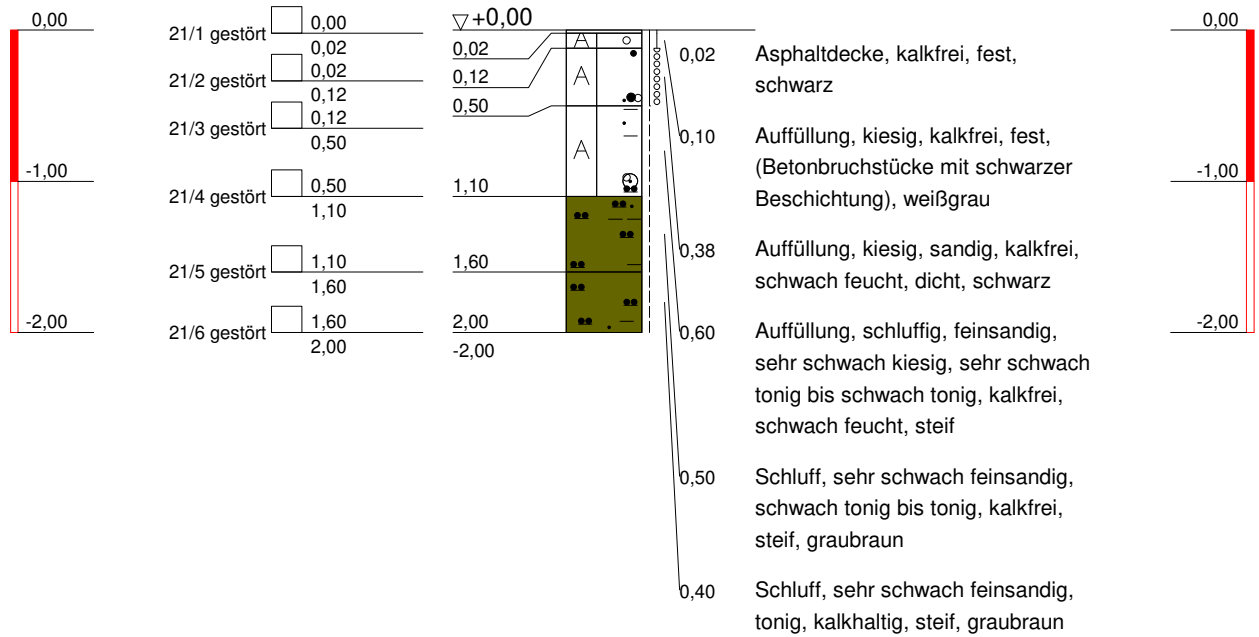 0,00
-1,00
-2,00
21/1 gestört 0,00
0,02
21/2 gestört 0,02
0,12
21/3 gestört 0,12
0,50
21/4 gestört 0,50
1,10
21/5 gestört 1,10
1,60
21/6 gestört 1,60
2,00
+0,00
0,02
0,12
0,50
1,10
1,60
2,00
-2,00
A
A
A
0,02 Asphaltdecke, kalkfrei, fest,
schwarz
0,10 Auffüllung, kiesig, kalkfrei, fest,
(Betonbruchstücke mit schwarzer
Beschichtung), weißgrau
0,38 Auffüllung, kiesig, sandig, kalkfrei,
schwach feucht, dicht, schwarz
0,60 Auffüllung, schluffig, feinsandig,
sehr schwach kiesig, sehr schwach
tonig bis schwach tonig, kalkfrei,
schwach feucht, steif
0,50 Schluff, sehr schwach feinsandig,
schwach tonig bis tonig, kalkfrei,
steif, graubraun
0,40 Schluff, sehr schwach feinsandig,
tonig, kalkhaltig, steif, graubraun
0,00
-1,00
-2,00